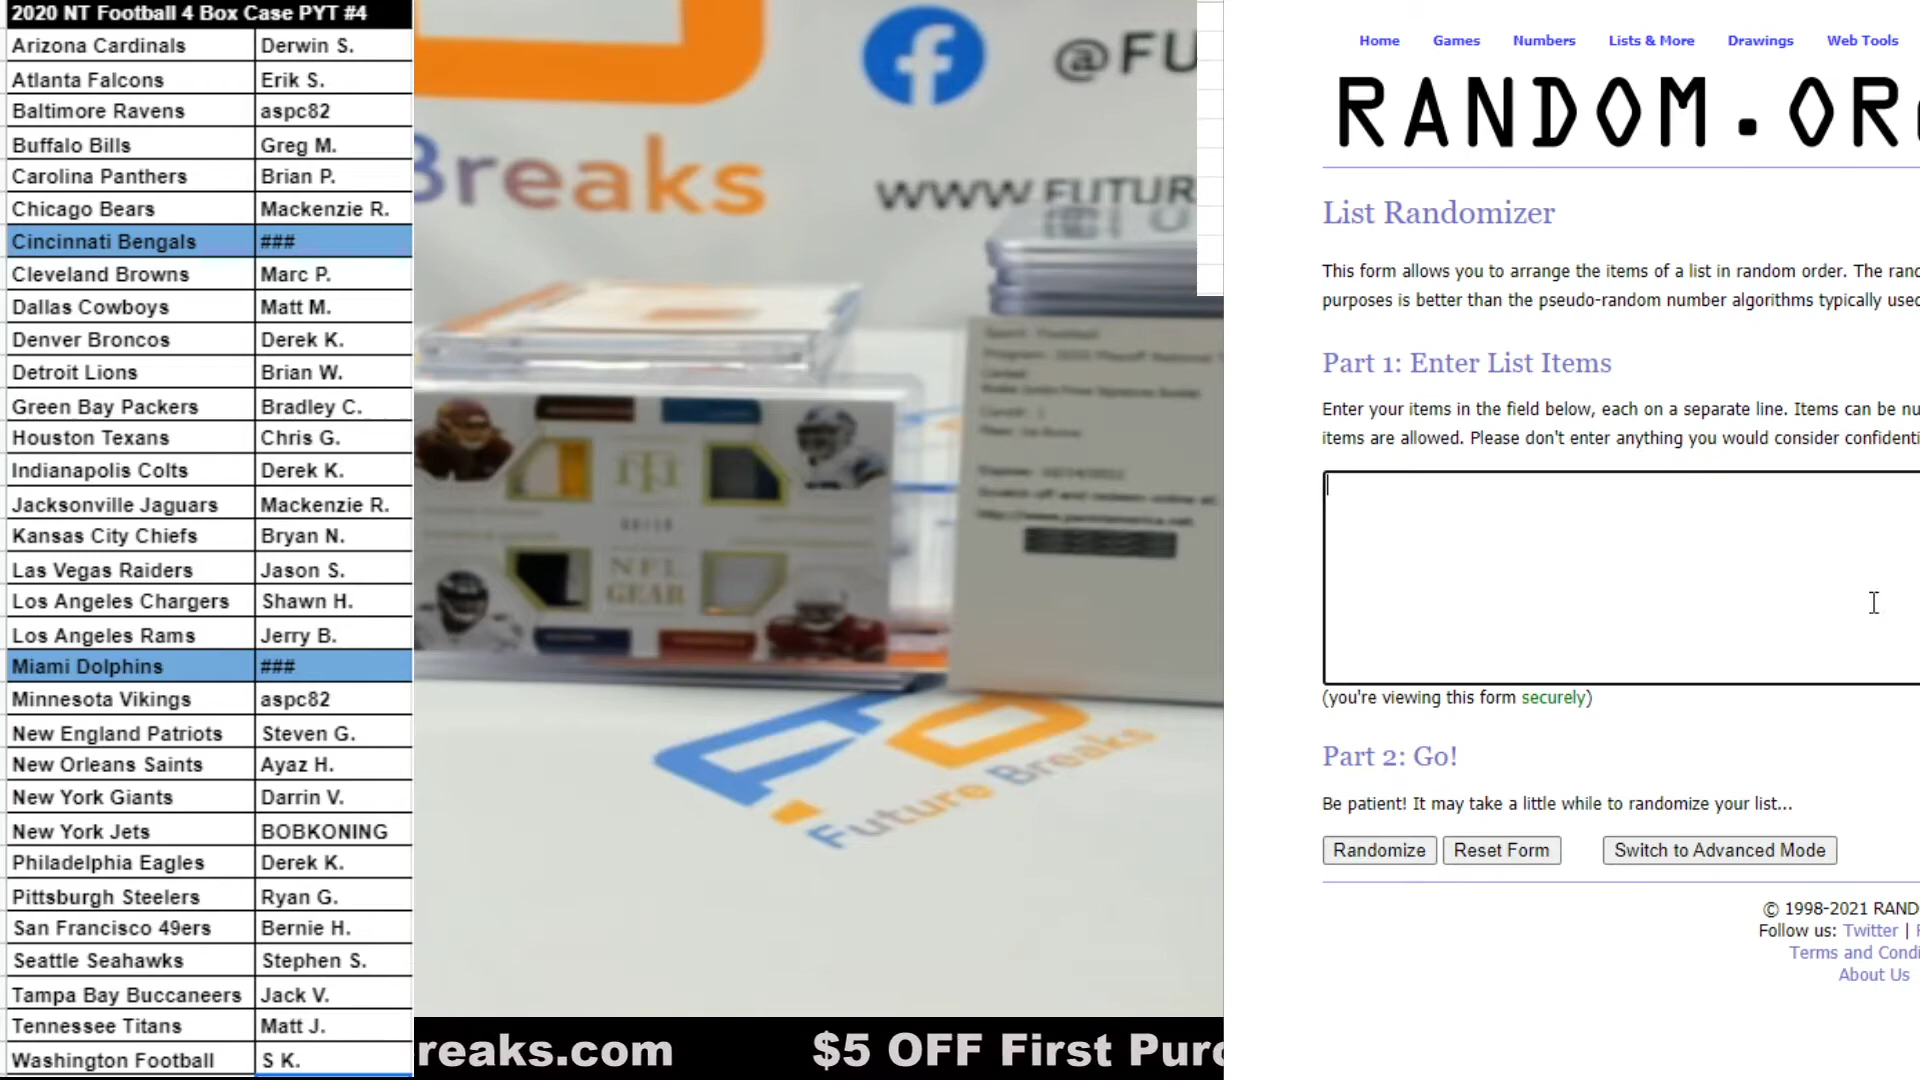 2020 NT Football 4 Box Case PYT #4
Arizona Cardinals Derwin S.
Atlanta Falcons Erik S.
Baltimore Ravens aspc82
Buffalo Bills Greg M.
Carolina Panthers Brian P.
Chicago Bears Mackenzie R.
Cincinnati Bengals ###
Cleveland Browns Marc P.
Dallas Cowboys Matt M.
Denver Broncos Derek K.
Detroit Lions Brian W.
Green Bay Packers Bradley C.
Houston Texans Chris G.
Indianapolis Colts Derek K.
Jacksonville Jaguars Mackenzie R.
Kansas City Chiefs Bryan N.
Las Vegas Raiders Jason S.
Los Angeles Chargers Shawn H.
Los Angeles Rams Jerry B.
Miami Dolphins ###
Minnesota Vikings aspc82
New England Patriots Steven G.
New Orleans Saints Ayaz H.
New York Giants Darrin V.
New York Jets BOBKONING
Philadelphia Eagles Derek K.
Pittsburgh Steelers Ryan G.
San Francisco 49ers Bernie H.
Seattle Seahawks Stephen S.
Tampa Bay Buccaneers Jack V.
Tennessee Titans Matt J.
Washington Football S K.
@FU
Breaks
WWW.FUTUR
NFL
GEAR
Future Breaks
reaks.com $5 OFF First Purc
Home Games Numbers Lists & More Drawings Web Tools
RANDOM.OR
List Randomizer
This form allows you to arrange the items of a list in random order. The
purposes is better than the pseudo-random number algorithms typically used
Part 1: Enter List Items
Enter your items in the field below, each on a separate line. Items can be
items are allowed. Please don't enter anything you would consider
(you're viewing this form securely)
Part 2: Go!
Be patient! It may take a little while to randomize your list...
Randomize Reset Form Switch to Advanced Mode
© 1998-2021 RAND
Follow us: Twitter |
Terms and
About Us